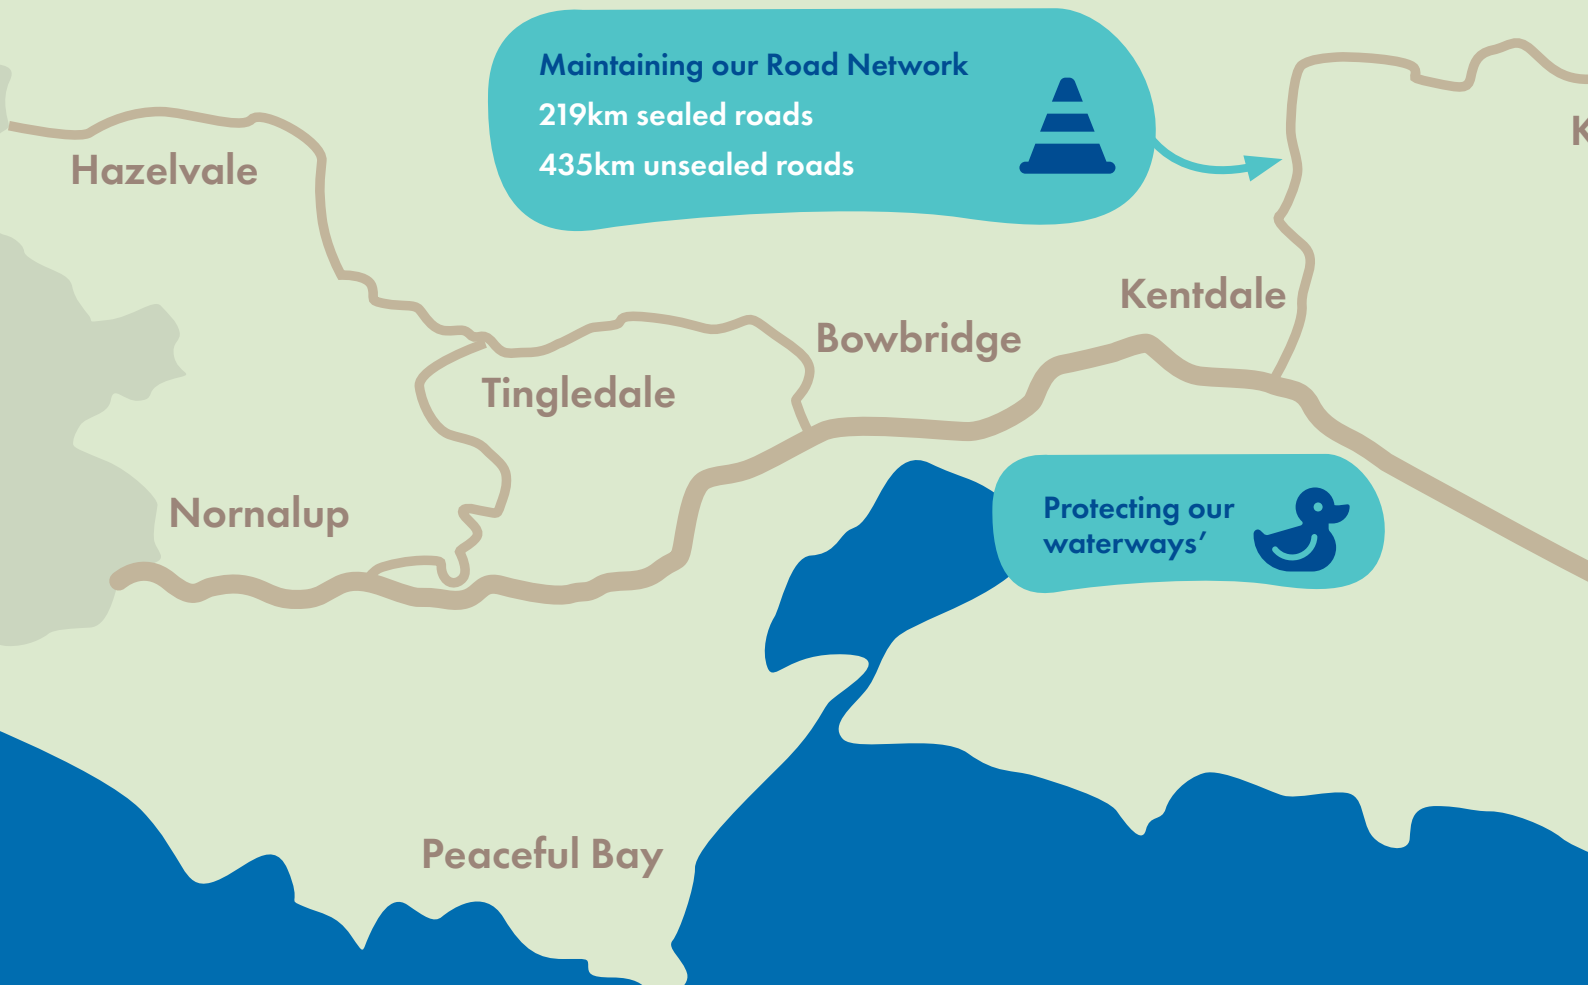 Maintaining our Road Network
219km sealed roads
435km unsealed roads
Hazelvale
Kentdale
Bowbridge
Tingledale
Nornalup
Protecting our
waterways’
Peaceful Bay